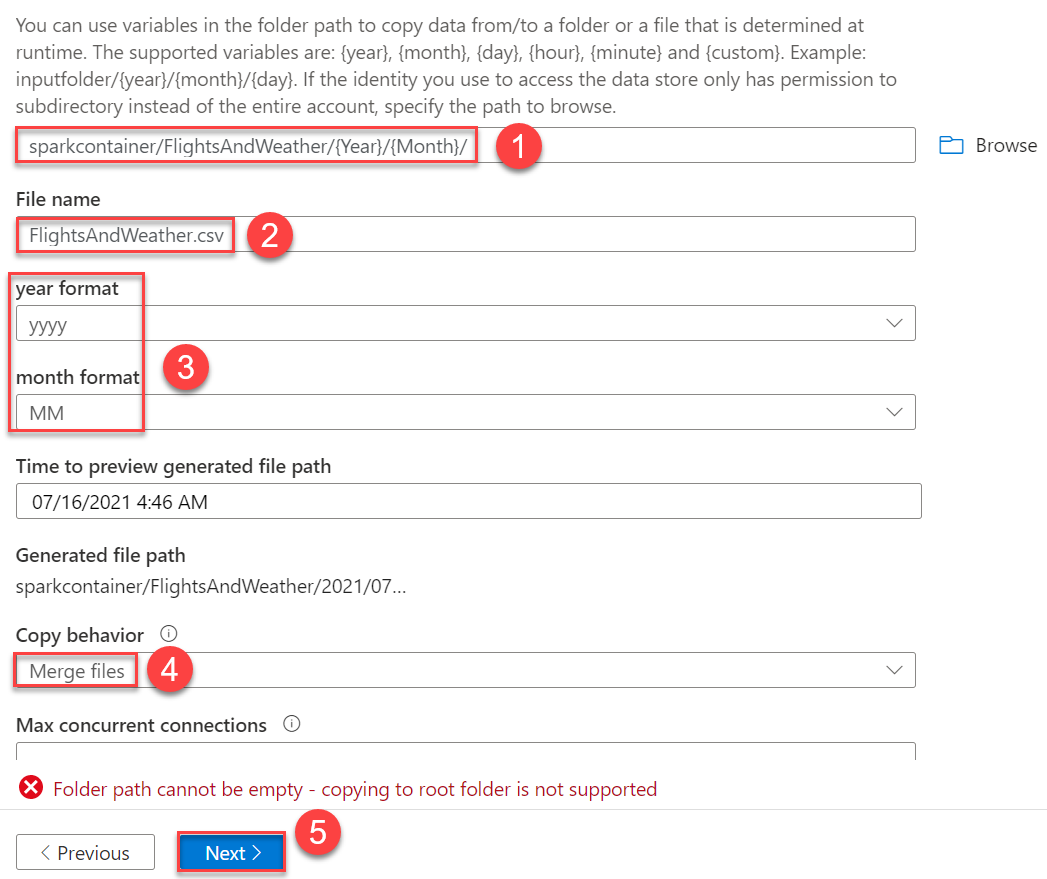 You can use variables in the folder path to copy data from/to a folder or a file that is determined at
runtime. The supported variables are: {year}, {month}, {day}, {hour}, {minute} and {custom}. Example:
inputfolder/{year}/{month}/{day}. If the identity you use to access the data store only has permission to
subdirectory instead of the entire account, specify the path to browse.
sparkcontainer/FlightsAndWeather/{Year}/{Month}/ 1 Browse
File name
FlightsAndWeather.csv 2
year format
yyyy
3
month format
MM
Time to preview generated file path
07/16/2021 4:46 AM
Generated file path
sparkcontainer/FlightsAndWeather/2021/07...
Copy behavior
Merge files 4
Max concurrent connections
Folder path cannot be empty - copying to root folder is not supported
Previous Next 5